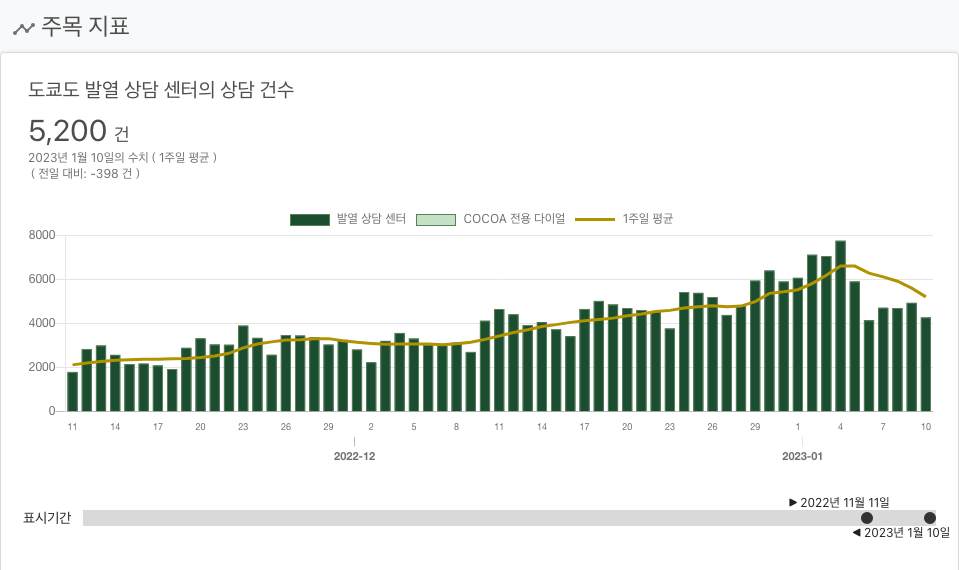 주목 지표
도쿄도 발열 상담 센터의 상담 건수
5,200 건
2023년 1월 10일의 수치 ( 1주일 평균 )
( 전일 대비: -398 건 )
발열 상담 센터 COCOA 전용 다이얼 1주일 평균
8000
6000
4000
2000
0
11 14 17 20 23 26 29 2 5 8 11 14 17 20 23 26 29 1 4 7 10
2022-12 2023-01
▶ 2022년 11월 11일
표시기간
◀ 2023년 1월 10일